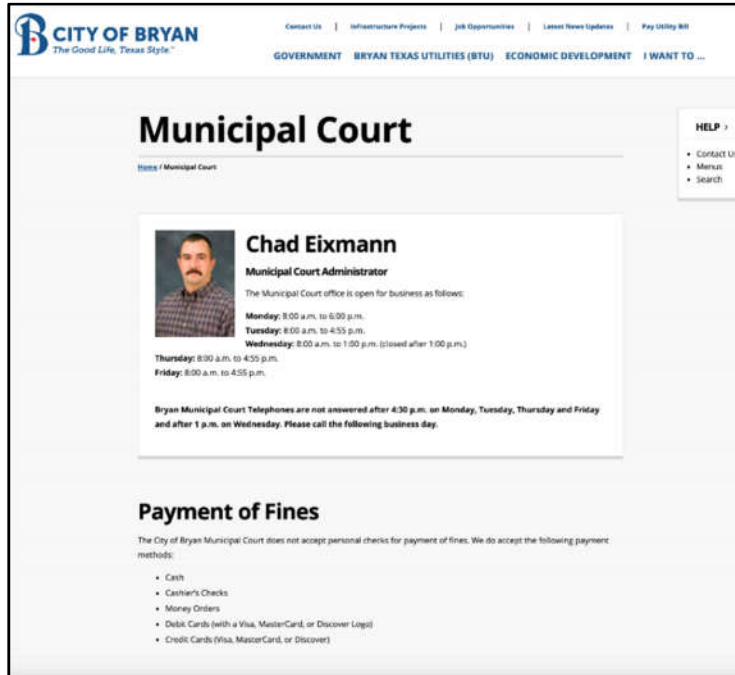 CITY OF BRYAN
The Good Life, Texas Style.™
Contact Us | Infrastructure Projects | Job Opportunities | Latest News Updates | Pay Utility Bill
GOVERNMENT BRYAN TEXAS UTILITIES (BTU) ECONOMIC DEVELOPMENT I WANT TO ...
Municipal Court
Home / Municipal Court
HELP ›
• Contact Us
• Menus
• Search
Chad Eixmann
Municipal Court Administrator
The Municipal Court office is open for business as follows:
Monday: 8:00 a.m. to 6:00 p.m.
Tuesday: 8:00 a.m. to 4:55 p.m.
Wednesday: 8:00 a.m. to 1:00 p.m. (closed after 1:00 p.m.)
Thursday: 8:00 a.m. to 4:55 p.m.
Friday: 8:00 a.m. to 4:55 p.m.
Bryan Municipal Court Telephones are not answered after 4:30 p.m. on Monday, Tuesday, Thursday and Friday
and after 1 p.m. on Wednesday. Please call the following business day.
Payment of Fines
The City of Bryan Municipal Court does not accept personal checks for payment of fines. We do accept the following payment
methods:
• Cash
• Cashier's Checks
• Money Orders
• Debit Cards (with a Visa, MasterCard, or Discover Logo)
• Credit Cards (Visa, MasterCard, or Discover)